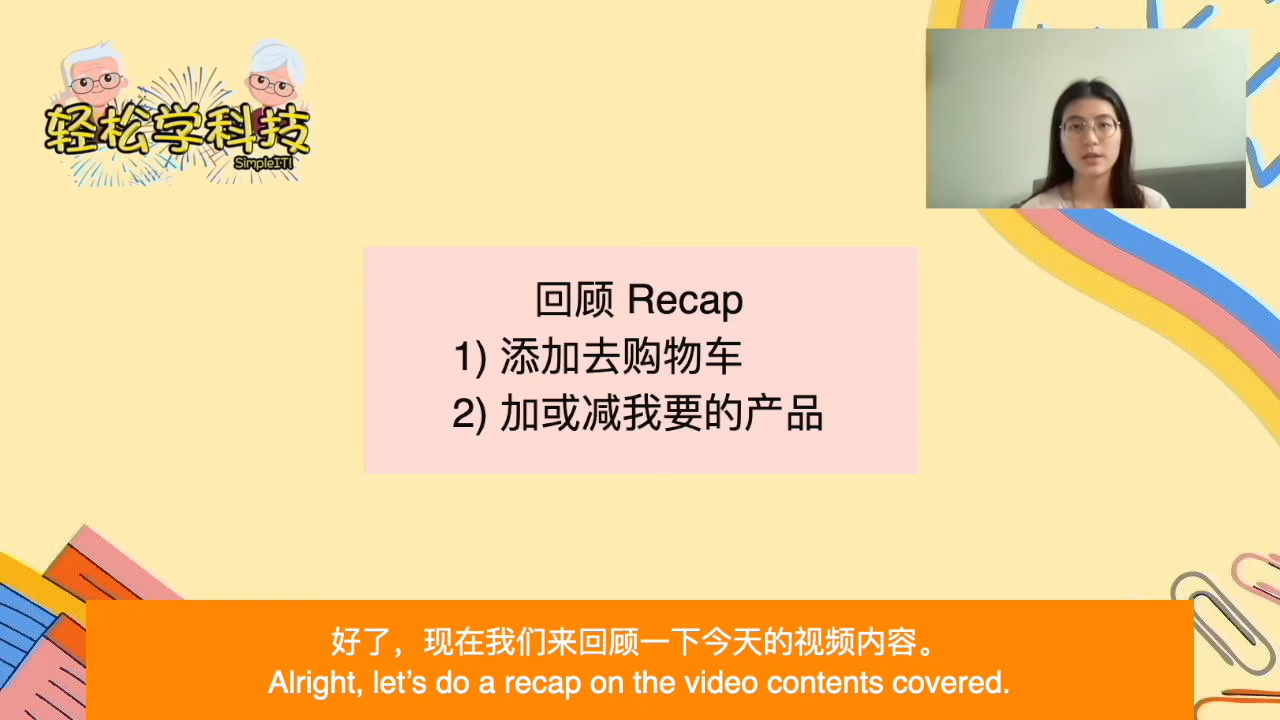 轻松学科技
SimpleIT!
回顾 Recap
1) 添加去购物车
2) 加或减我要的产品
好了，现在我们来回顾一下今天的视频内容。
Alright, let’s do a recap on the video contents covered.